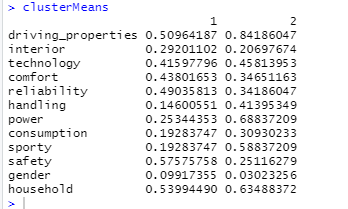 > clusterMeans
1 2
driving_properties 0.50964187 0.84186047
interior 0.29201102 0.20697674
technology 0.41597796 0.45813953
comfort 0.43801653 0.34651163
reliability 0.49035813 0.34186047
handling 0.14600551 0.41395349
power 0.25344353 0.68837209
consumption 0.19283747 0.30930233
sporty 0.19283747 0.58837209
safety 0.57575758 0.25116279
gender 0.09917355 0.03023256
household 0.53994490 0.63488372
>